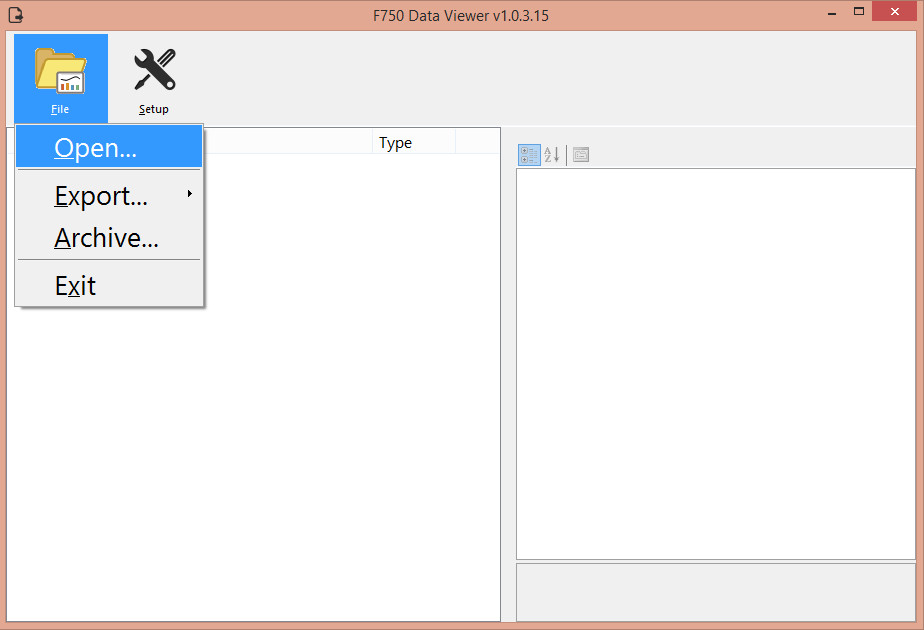 F750 Data Viewer v1.0.3.15
File
Setup
Open...
Type
Export...
Archive...
Exit